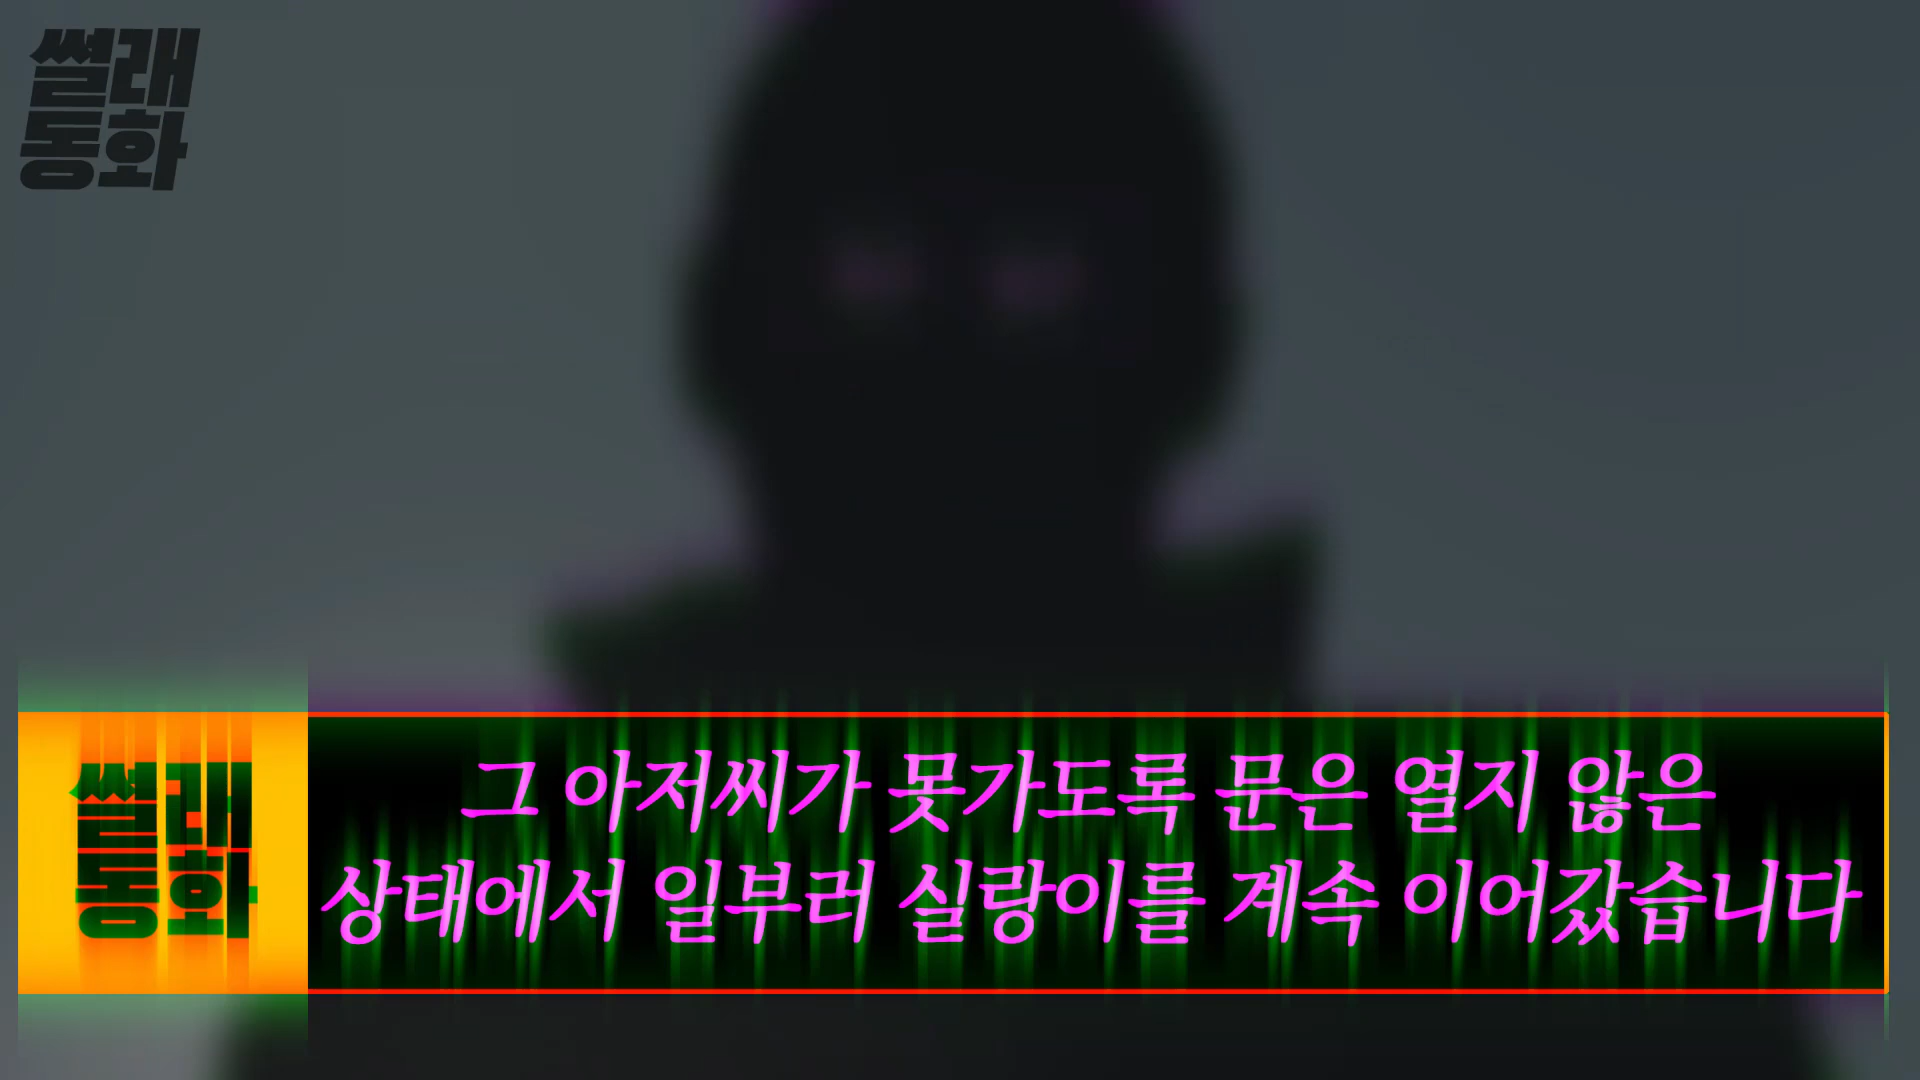 썰래
동화
썰래
동화
그 아저씨가 못가도록 문은 열지 않은
상태에서 일부러 실랑이를 계속 이어갔습니다